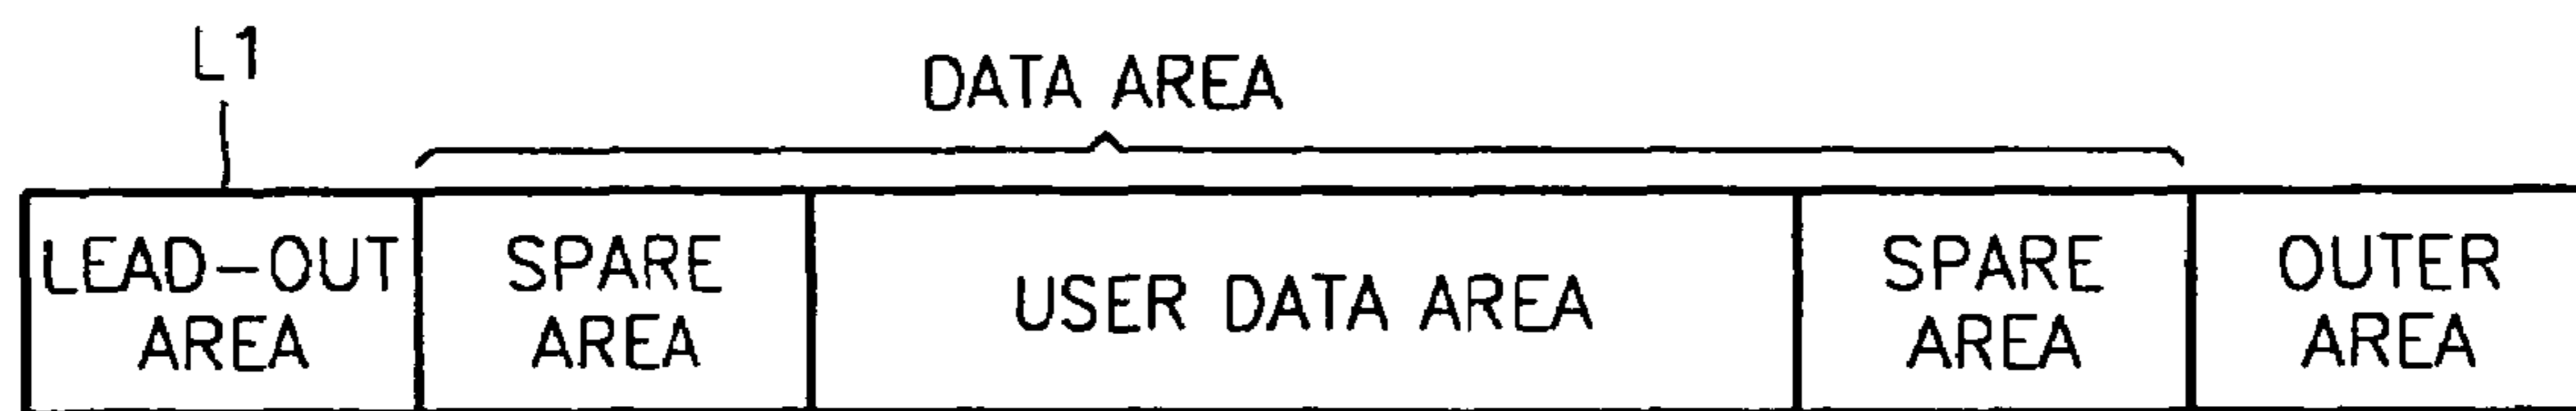 L1
DATA AREA
LEAD-OUT
AREA
SPARE
AREA
USER DATA AREA
SPARE
AREA
OUTER
AREA